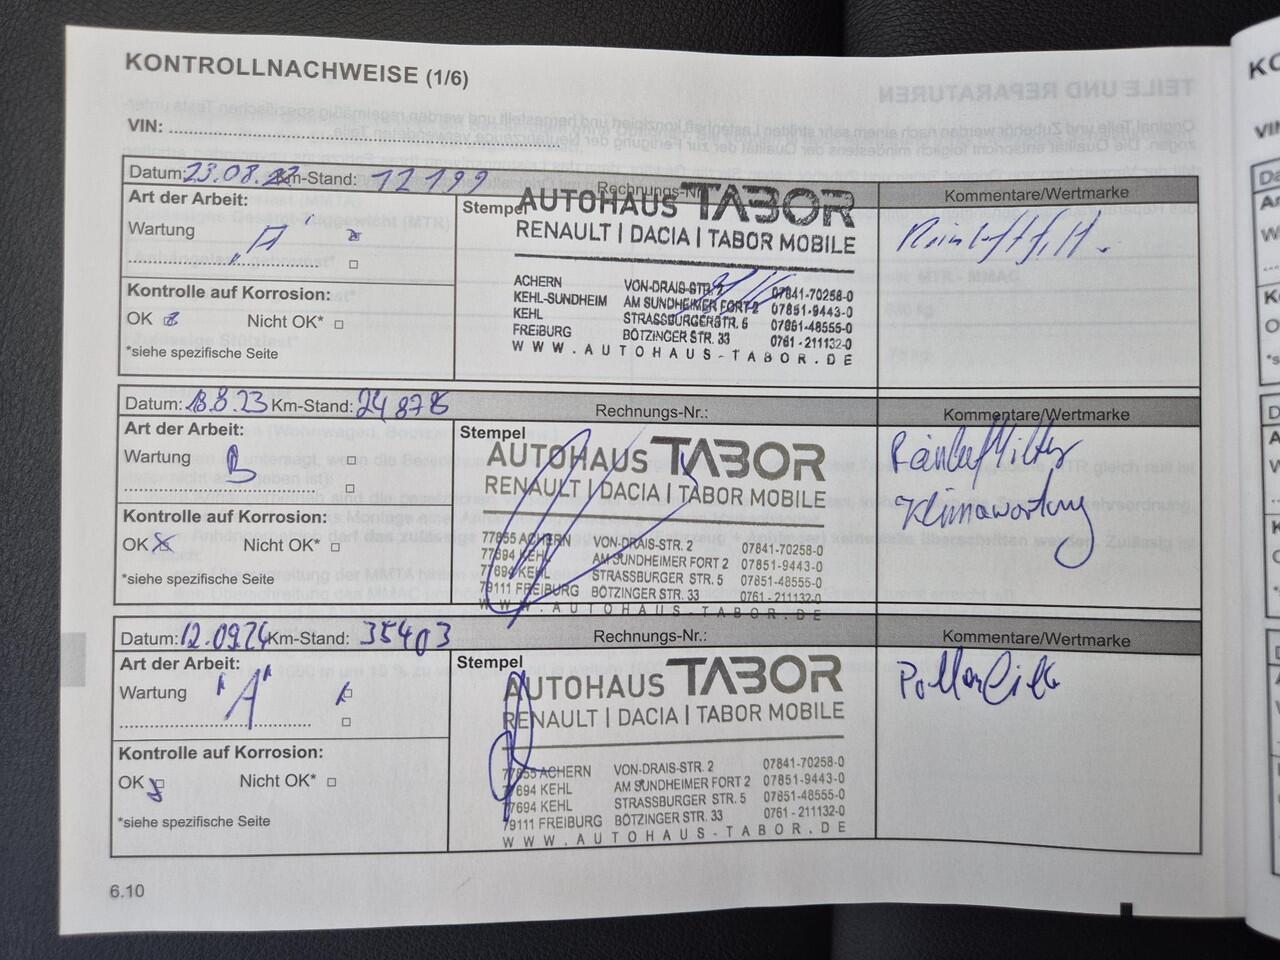 KONTROLLNACHWEISE (1/6)
VIN:
Datum: 23.08.22 Km-Stand: 12199 Rechnungs-Nr.: Kommentare/Wertmarke
Art der Arbeit:
Wartung "A"
Kontrolle auf Korrosion:
OK Nicht OK*
*siehe spezifische Seite
Stempel
AUTOHAUS TABOR
RENAULT | DACIA | TABOR MOBILE
ACHERN VON-DRAIS-STR. 2 07841-70258-0
KEHL-SUNDHEIM AM SUNDHEIMER FORT 2 07851-9443-0
KEHL STRASSBURGER STR. 5 07851-48555-0
FREIBURG BÖTZINGER STR. 33 0761-211132-0
WWW.AUTOHAUS-TABOR.DE
Datum: 18.8.23 Km-Stand: 24878 Rechnungs-Nr.: Kommentare/Wertmarke
Art der Arbeit:
Wartung B
Kontrolle auf Korrosion:
OK Nicht OK*
*siehe spezifische Seite
Stempel
AUTOHAUS TABOR
RENAULT | DACIA | TABOR MOBILE
77855 ACHERN VON-DRAIS-STR. 2 07841-70258-0
77694 KEHL AM SUNDHEIMER FORT 2 07851-9443-0
77694 KEHL STRASSBURGER STR. 5 07851-48555-0
79111 FREIBURG BÖTZINGER STR. 33 0761-211132-0
WWW.AUTOHAUS-TABOR.DE
Klimawartung
Datum: 12.09.24 Km-Stand: 35403 Rechnungs-Nr.: Kommentare/Wertmarke
Art der Arbeit:
Wartung "A"
Kontrolle auf Korrosion:
OK Nicht OK*
*siehe spezifische Seite
Stempel
AUTOHAUS TABOR
RENAULT | DACIA | TABOR MOBILE
77855 ACHERN VON-DRAIS-STR. 2 07841-70258-0
77694 KEHL AM SUNDHEIMER FORT 2 07851-9443-0
77694 KEHL STRASSBURGER STR. 5 07851-48555-0
79111 FREIBURG BÖTZINGER STR. 33 0761-211132-0
WWW.AUTOHAUS-TABOR.DE
Pollenfilter
6.10